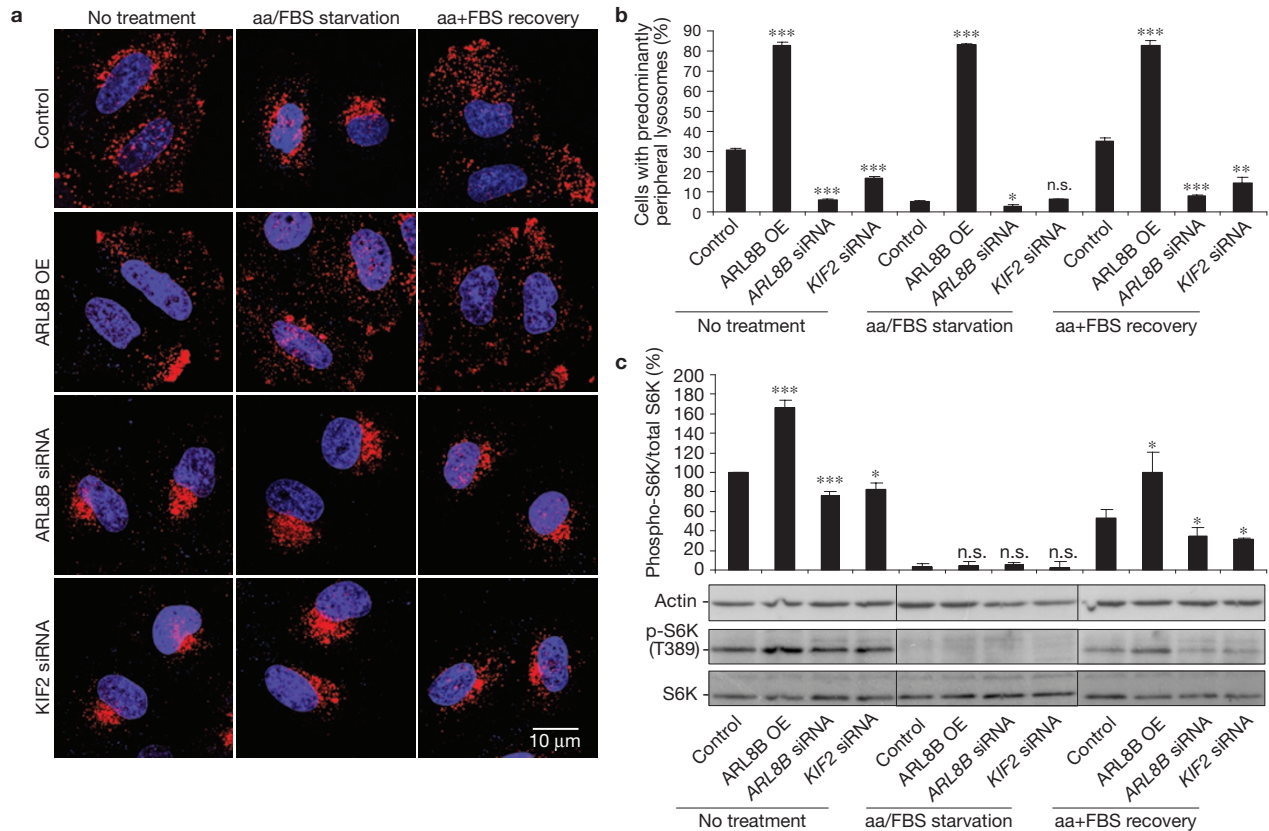 a
No treatment
aa/FBS starvation
aa+FBS recovery
Control
ARL8B OE
ARL8B siRNA
KIF2 siRNA
10 µm
b
Cells with predominantly
peripheral lysosomes (%)
90
80
70
60
50
40
30
20
10
0
***
***
***
***
*
n.s.
***
***
**
Control
ARL8B OE
ARL8B siRNA
KIF2 siRNA
Control
ARL8B OE
ARL8B siRNA
KIF2 siRNA
Control
ARL8B OE
ARL8B siRNA
KIF2 siRNA
No treatment
aa/FBS starvation
aa+FBS recovery
c
Phospho-S6K/total S6K (%)
200
180
160
140
120
100
80
60
40
20
0
***
***
*
n.s.
n.s.
n.s.
*
*
*
Actin
p-S6K
(T389)
S6K
Control
ARL8B OE
ARL8B siRNA
KIF2 siRNA
Control
ARL8B OE
ARL8B siRNA
KIF2 siRNA
Control
ARL8B OE
ARL8B siRNA
KIF2 siRNA
No treatment
aa/FBS starvation
aa+FBS recovery